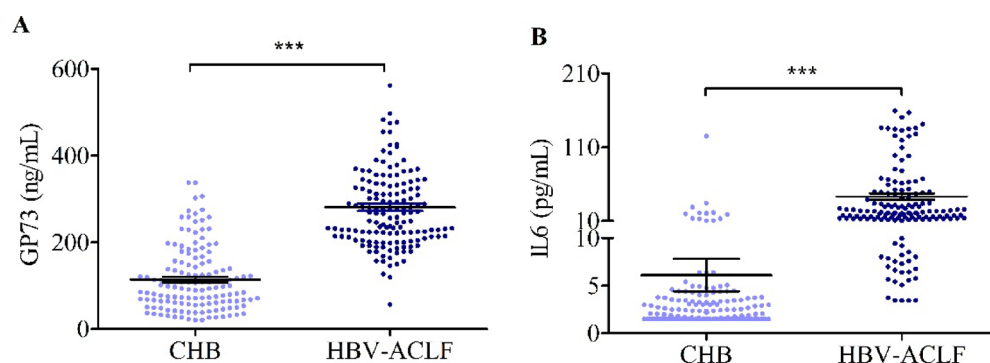 A
***
600
400
200
0
GP73 (ng/mL)
CHB
HBV-ACLF
B
***
210
110
10
10
5
0
IL6 (pg/mL)
CHB
HBV-ACLF